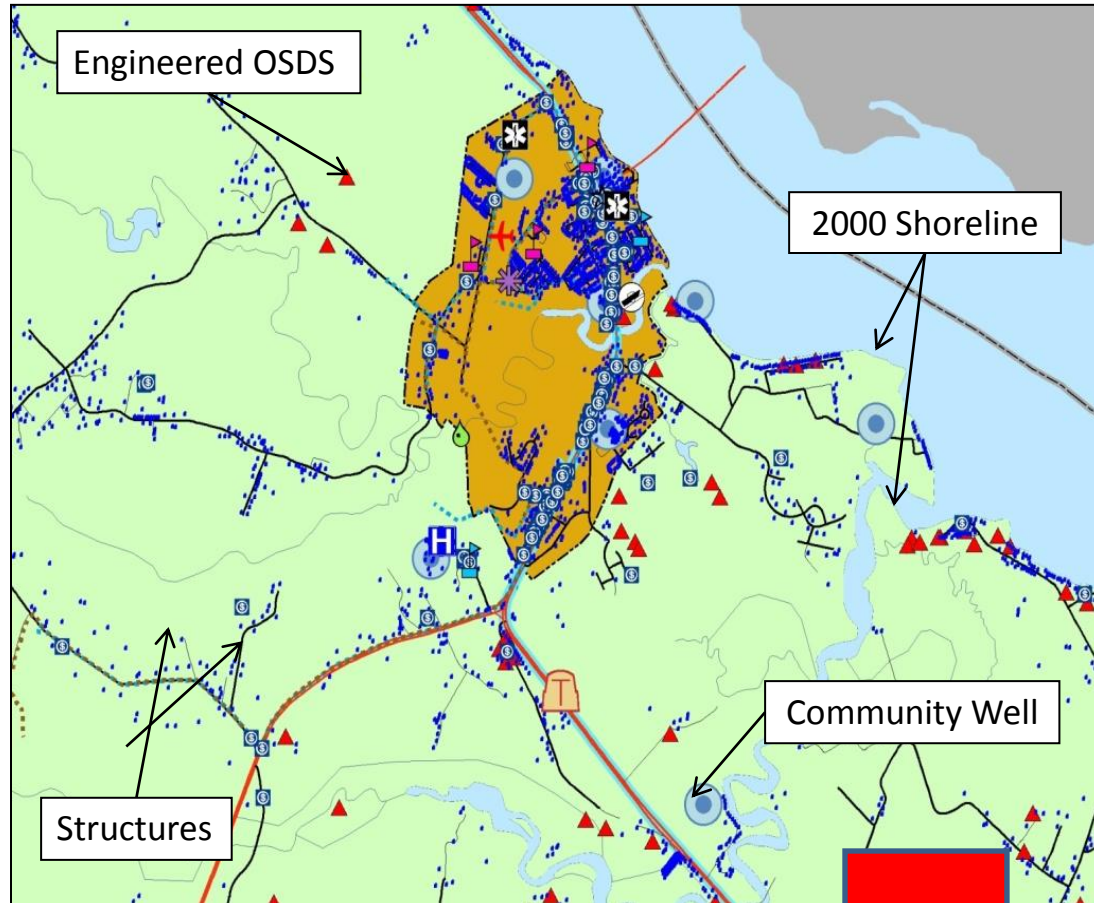 Engineered OSDS
2000 Shoreline
H
T
Community Well
Structures